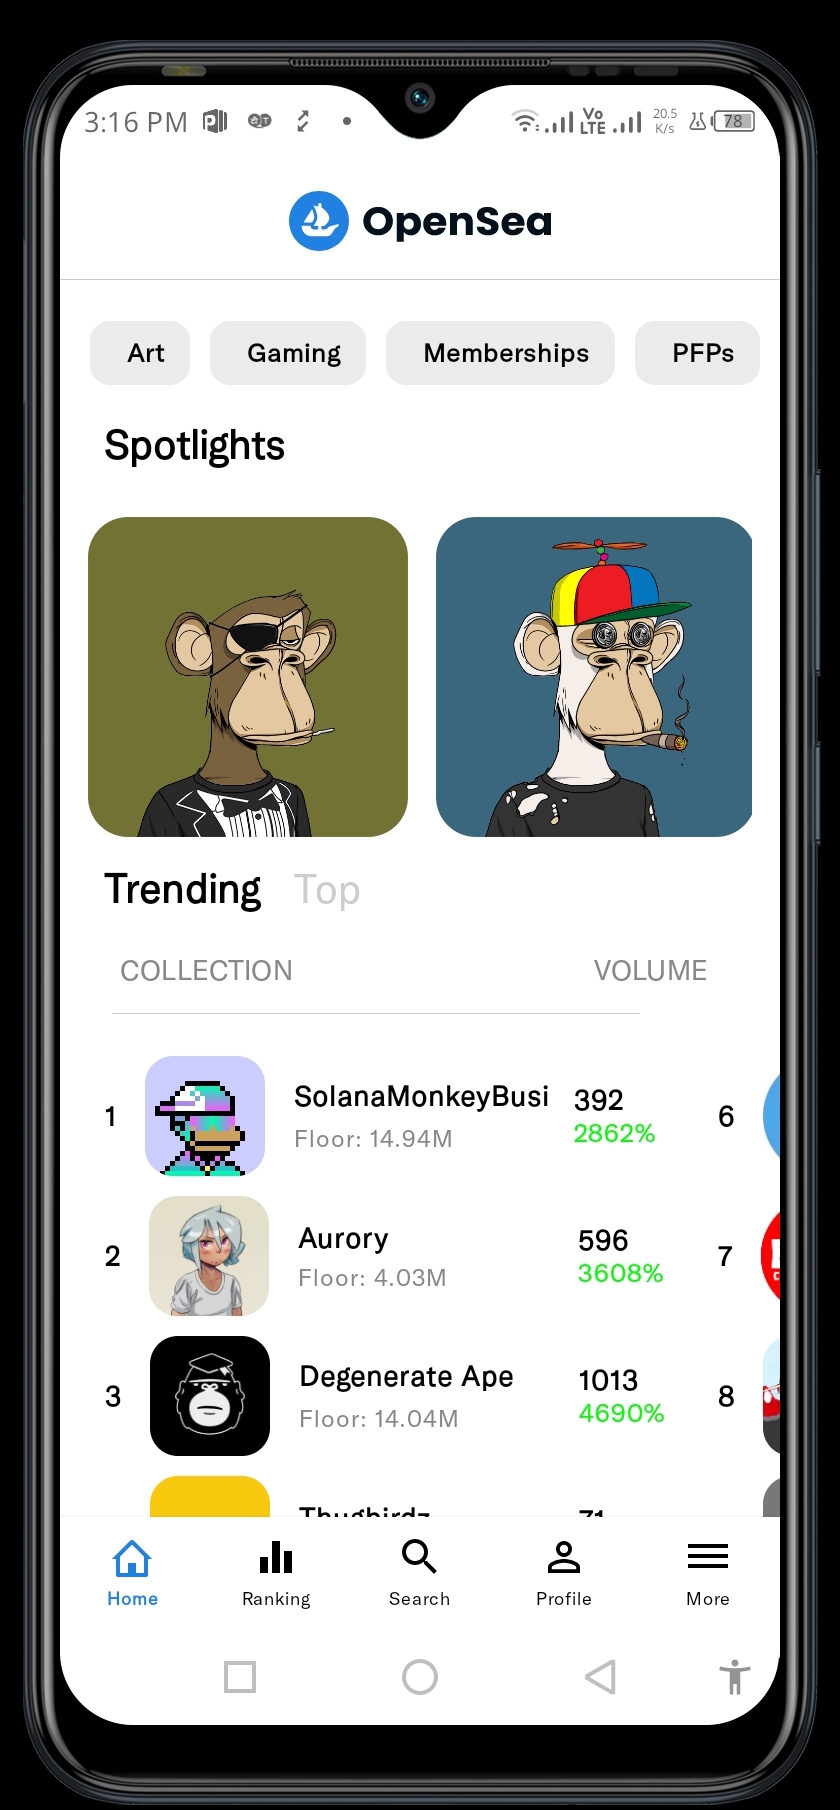 3:16 PM Vo LTE 20.5 K/s 78
OpenSea
Art Gaming Memberships PFPs
Spotlights
Trending Top
COLLECTION VOLUME
1 SolanaMonkeyBusi 392 6
Floor: 14.94M 2862%
2 Aurory 596 7
Floor: 4.03M 3608%
3 Degenerate Ape 1013 8
Floor: 14.04M 4690%
Thugbirdz 71
Home Ranking Search Profile More